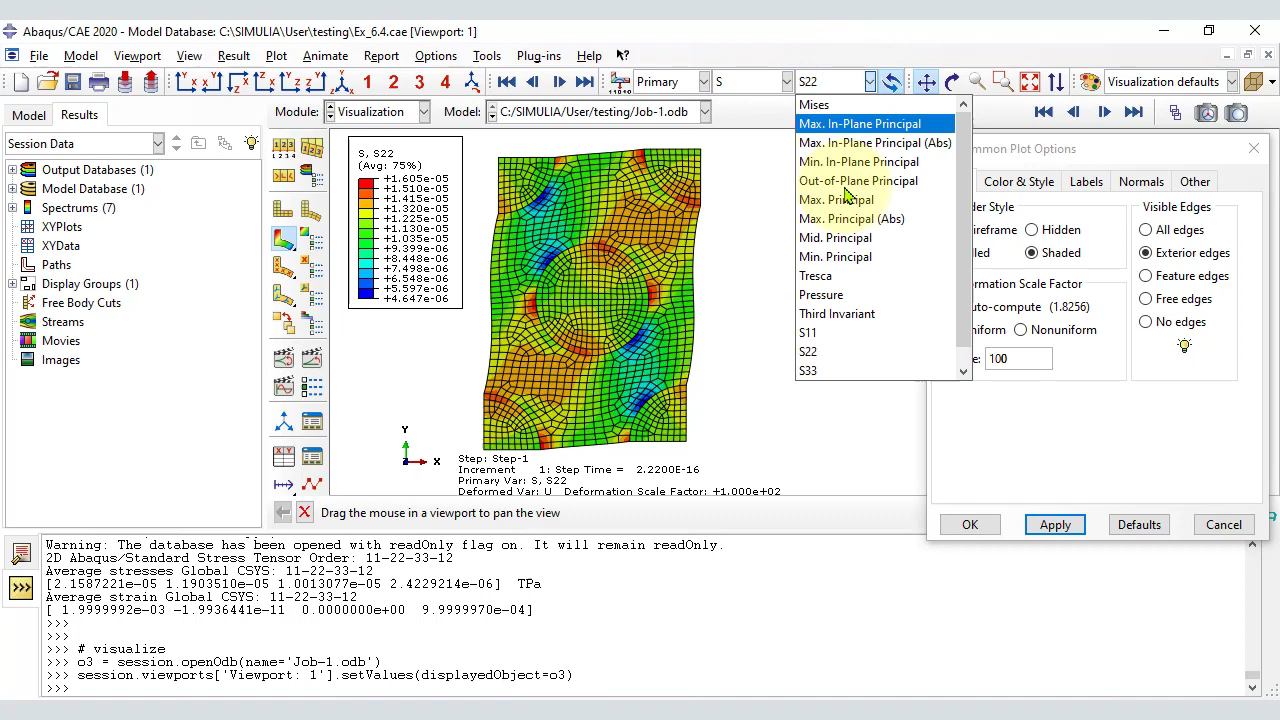 Abaqus/CAE 2020 - Model Database: C:\SIMULIA\User\testing\Ex_6.4.cae [Viewport: 1]
File Model Viewport View Result Plot Animate Report Options Tools Plug-ins Help
1 2 3 4 Primary S S22 Visualization defaults
Model Results Module: Visualization Model: C:/SIMULIA/User/testing/Job-1.odb
Session Data
Output Databases (1)
Model Database (1)
Spectrums (7)
XYPlots
XYData
Paths
Display Groups (1)
Free Body Cuts
Streams
Movies
Images
S, S22
(Avg: 75%)
+1.605e-05
+1.510e-05
+1.415e-05
+1.320e-05
+1.225e-05
+1.130e-05
+1.035e-05
+9.399e-06
+8.448e-06
+7.498e-06
+6.548e-06
+5.597e-06
+4.647e-06
Y
X
Step: Step-1
Increment 1: Step Time = 2.2200E-16
Primary Var: S, S22
Deformed Var: U Deformation Scale Factor: +1.000e+02
Mises
Max. In-Plane Principal
Max. In-Plane Principal (Abs)
Min. In-Plane Principal
Out-of-Plane Principal
Max. Principal
Max. Principal (Abs)
Mid. Principal
Min. Principal
Tresca
Pressure
Third Invariant
S11
S22
S33
mmon Plot Options
Color & Style Labels Normals Other
der Style
ireframe Hidden
lled Shaded
ormation Scale Factor
uto-compute (1.8256)
niform Nonuniform
e: 100
Visible Edges
All edges
Exterior edges
Feature edges
Free edges
No edges
OK Apply Defaults Cancel
Drag the mouse in a viewport to pan the view
Warning: The database has been opened with readOnly flag on. It will remain readOnly.
2D Abaqus/Standard Stress Tensor Order: 11-22-33-12
Average stresses Global CSYS: 11-22-33-12
[2.1587221e-05 1.1903510e-05 1.0013077e-05 2.4229214e-06] TPa
Average strain Global CSYS: 11-22-33-12
[ 1.9999992e-03 -1.9936441e-11 0.0000000e+00 9.9999970e-04]
>>>
>>>
>>> # visualize
>>> o3 = session.openOdb(name='Job-1.odb')
>>> session.viewports['Viewport: 1'].setValues(displayedObject=o3)
>>>